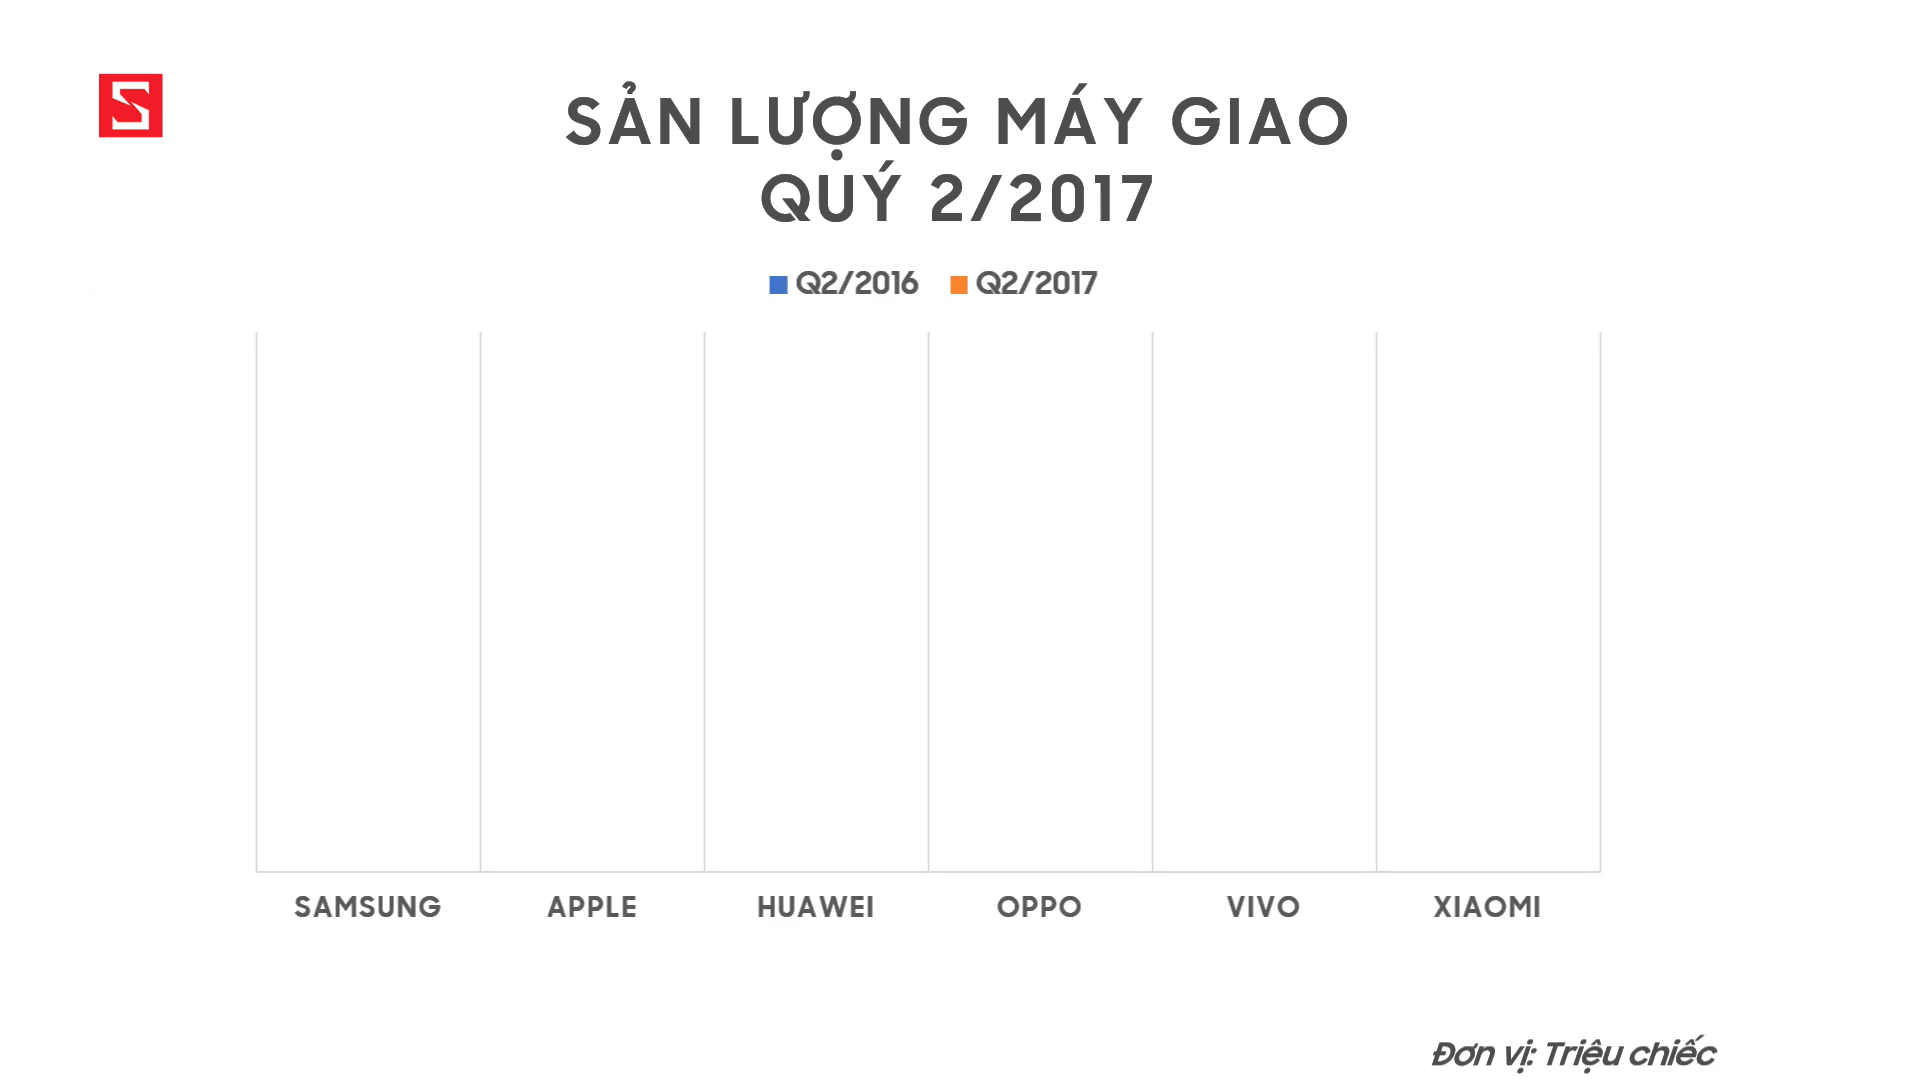 S
SẢN LƯỢNG MÁY GIAO
QUÝ 2/2017
Q2/2016 Q2/2017
SAMSUNG APPLE HUAWEI OPPO VIVO XIAOMI
Đơn vị: Triệu chiếc